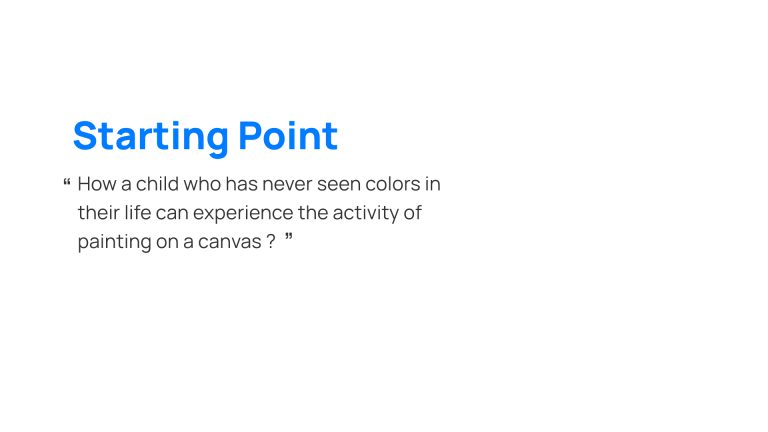 Starting Point
❝ How a child who has never seen colors in
their life can experience the activity of
painting on a canvas ? ❞